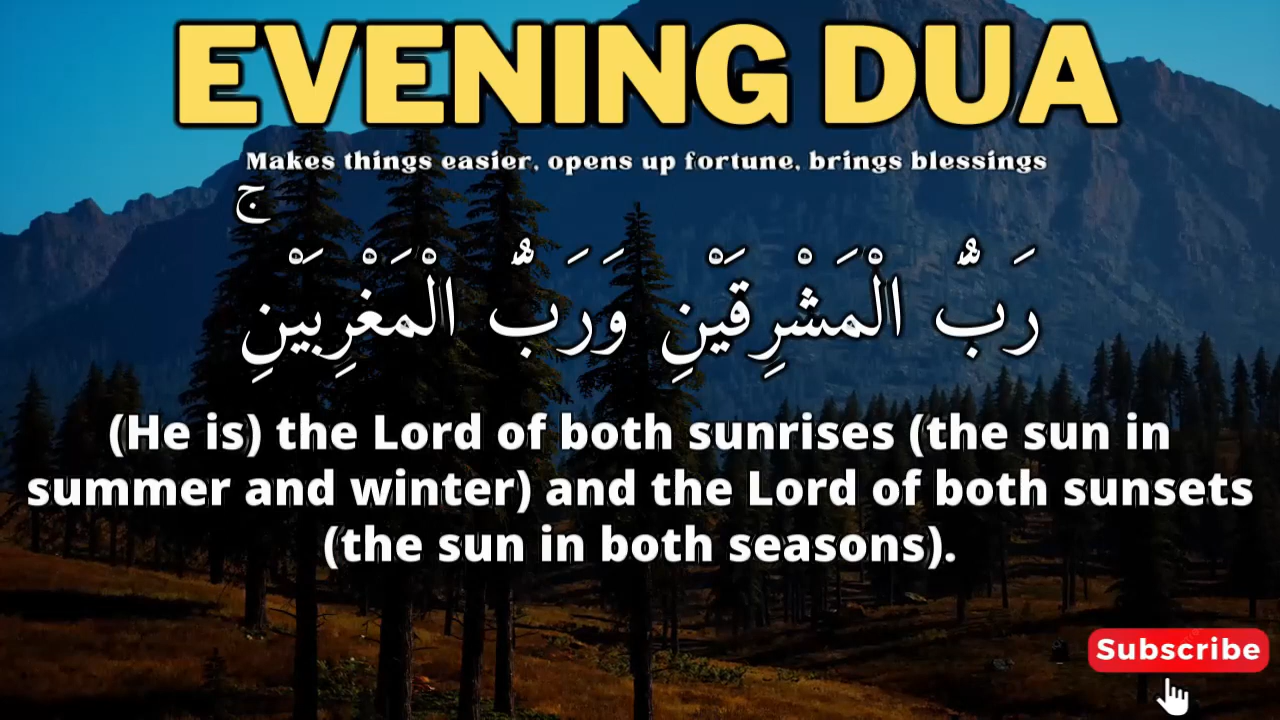 EVENING DUA
Makes things easier, opens up fortune, brings blessings
رَبُّ الْمَشْرِقَيْنِ وَرَبُّ الْمَغْرِبَيْنِ ۚ
(He is) the Lord of both sunrises (the sun in
summer and winter) and the Lord of both sunsets
(the sun in both seasons).
Subscribe